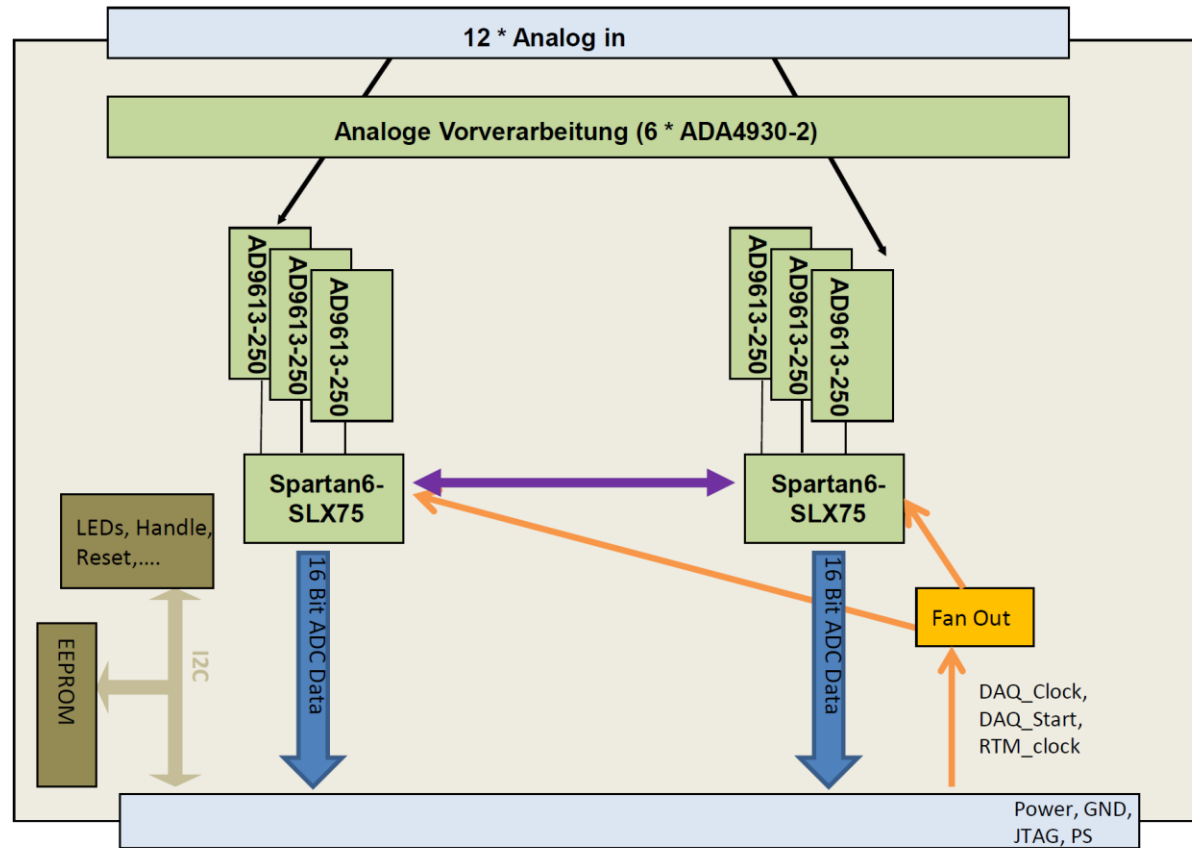 12 * Analog in
Analoge Vorverarbeitung (6 * ADA4930-2)
AD9613-250
AD9613-250
AD9613-250
AD9613-250
AD9613-250
AD9613-250
Spartan6-
SLX75
Spartan6-
SLX75
LEDs, Handle,
Reset,....
EEPROM
I2C
16 Bit ADC Data
16 Bit ADC Data
Fan Out
DAQ_Clock,
DAQ_Start,
RTM_clock
Power, GND,
JTAG, PS